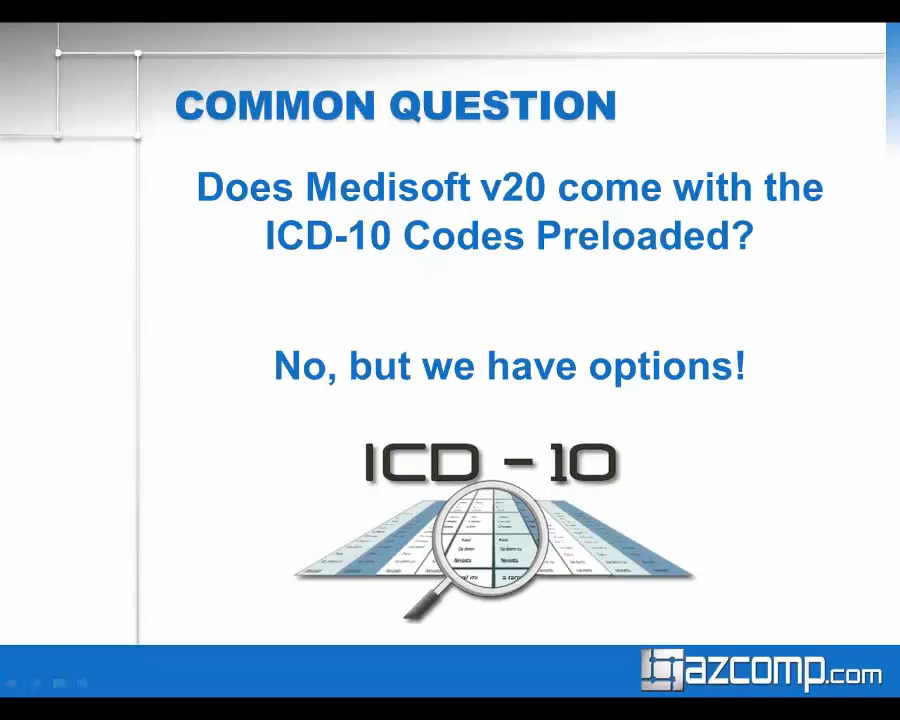 COMMON QUESTION
Does Medisoft v20 come with the
ICD-10 Codes Preloaded?
No, but we have options!
ICD - 10
azcomp.com